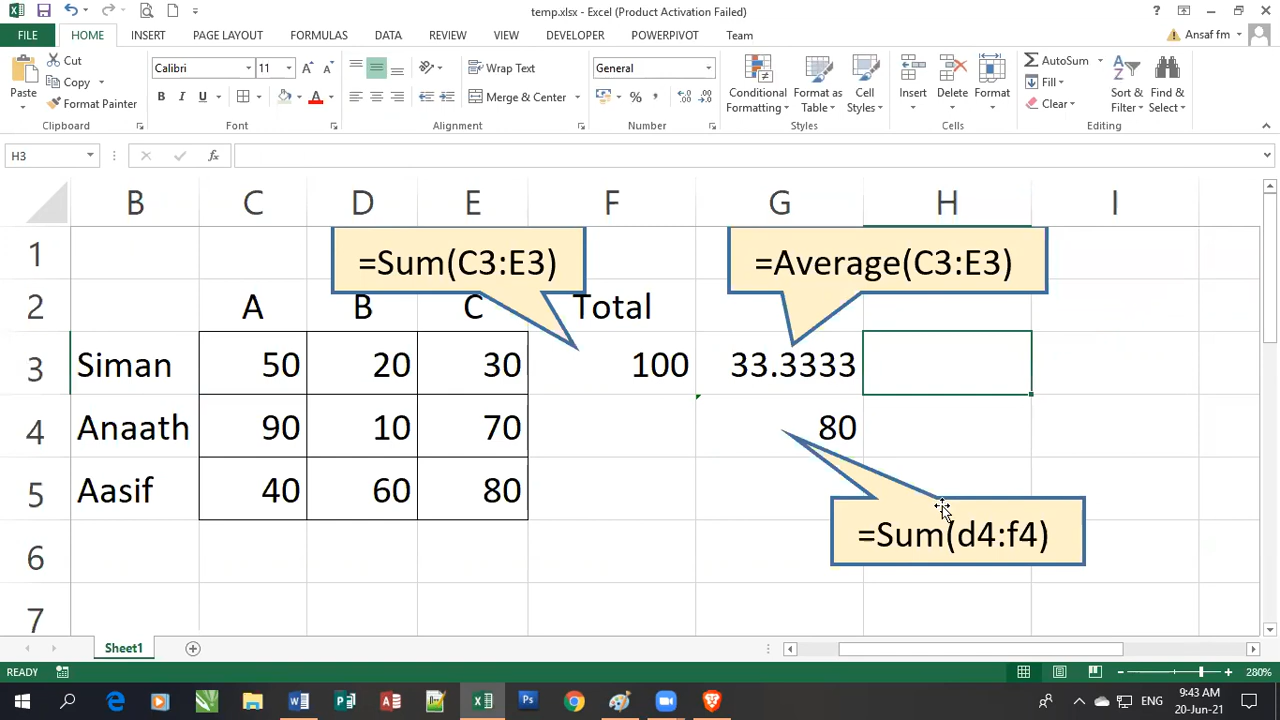 temp.xlsx - Excel (Product Activation Failed)
FILE HOME INSERT PAGE LAYOUT FORMULAS DATA REVIEW VIEW DEVELOPER POWERPIVOT Team
Ansaf fm
Paste
Cut
Copy
Format Painter
Clipboard
Calibri 11
B I U
Font
Wrap Text
Merge & Center
Alignment
General
%
Number
Conditional Formatting
Format as Table
Cell Styles
Styles
Insert
Delete
Format
Cells
AutoSum
Fill
Clear
Sort & Filter
Find & Select
Editing
H3
fx
B C D E F G H I
1 =Sum(C3:E3) =Average(C3:E3)
2 A B C Total
3 Siman 50 20 30 100 33.3333
4 Anaath 90 10 70 80
5 Aasif 40 60 80
=Sum(d4:f4)
6
7
Sheet1
READY 280%
ENG
9:43 AM
20-Jun-21